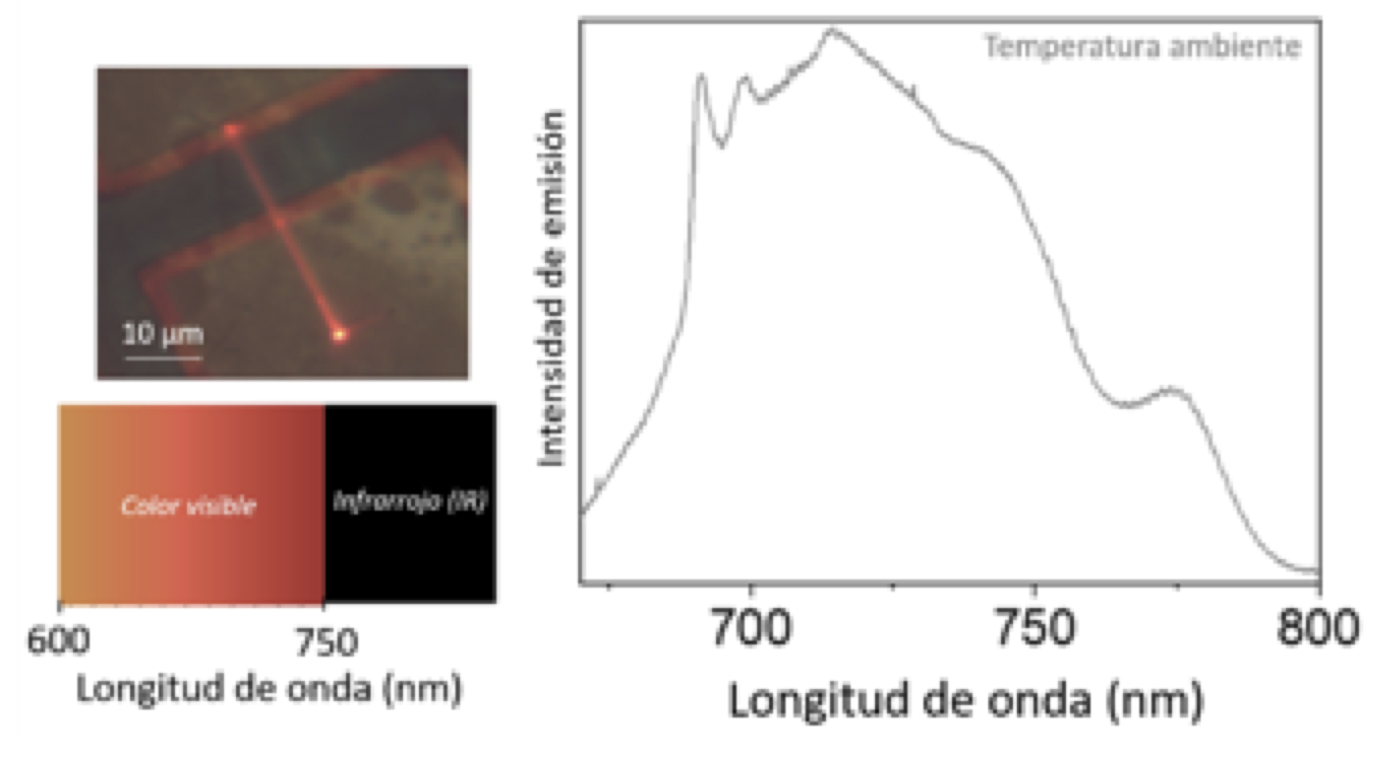 10 µm
Color visible
Infrarrojo (IR)
600
750
Longitud de onda (nm)
Temperatura ambiente
Intensidad de emisión
700
750
800
Longitud de onda (nm)